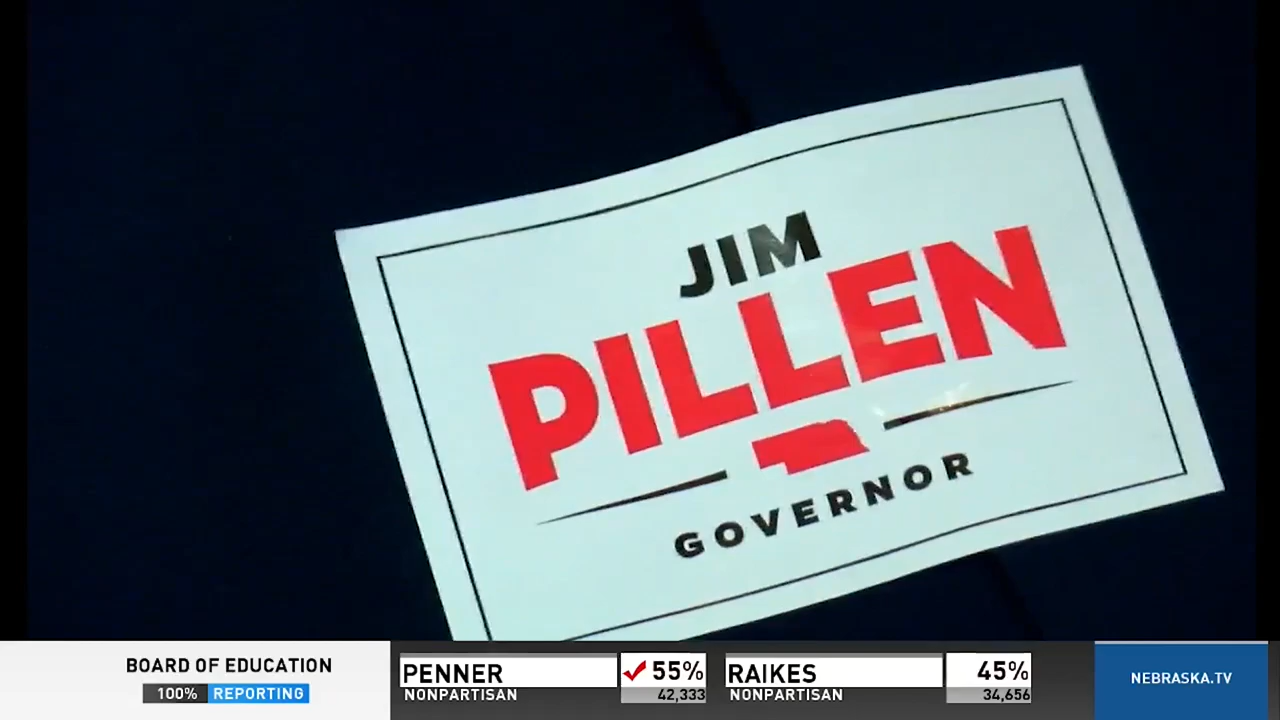 JIM
PILLEN
GOVERNOR
BOARD OF EDUCATION
100% REPORTING
PENNER 55%
NONPARTISAN 42,333
RAIKES 45%
NONPARTISAN 34,656
NEBRASKA.TV